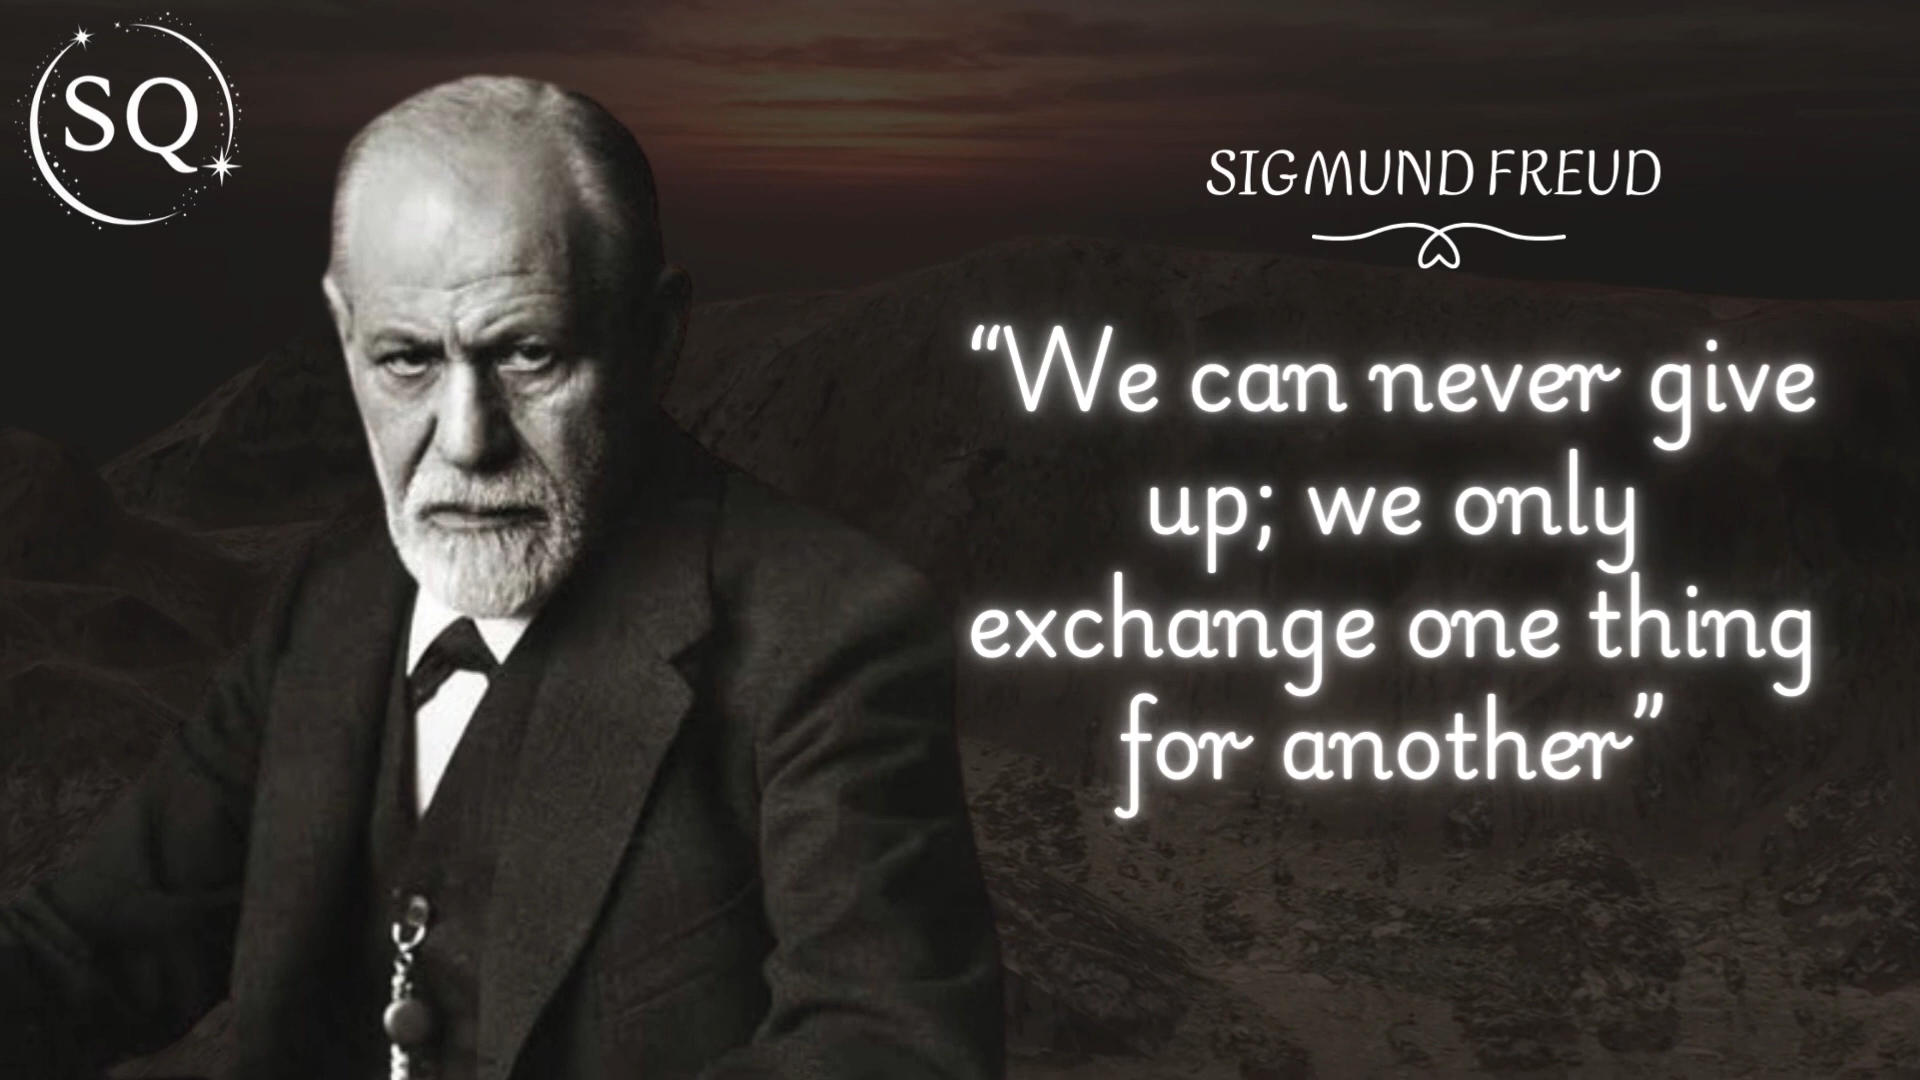 SQ
SIGMUND FREUD
“We can never give
up; we only
exchange one thing
for another”